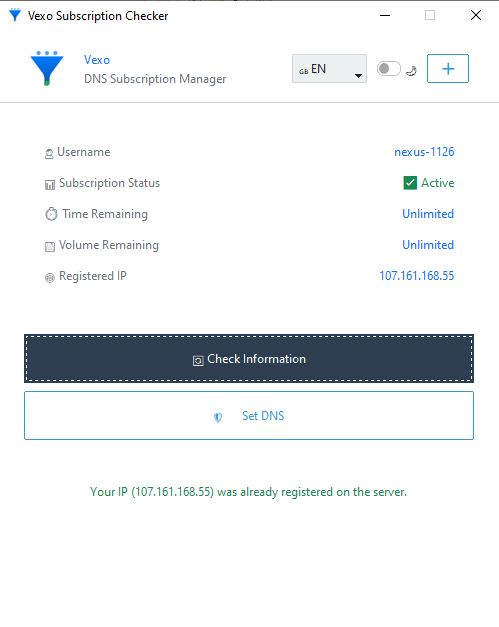 Vexo Subscription Checker
Vexo
DNS Subscription Manager
GB EN
Username nexus-1126
Subscription Status Active
Time Remaining Unlimited
Volume Remaining Unlimited
Registered IP 107.161.168.55
Check Information
Set DNS
Your IP (107.161.168.55) was already registered on the server.